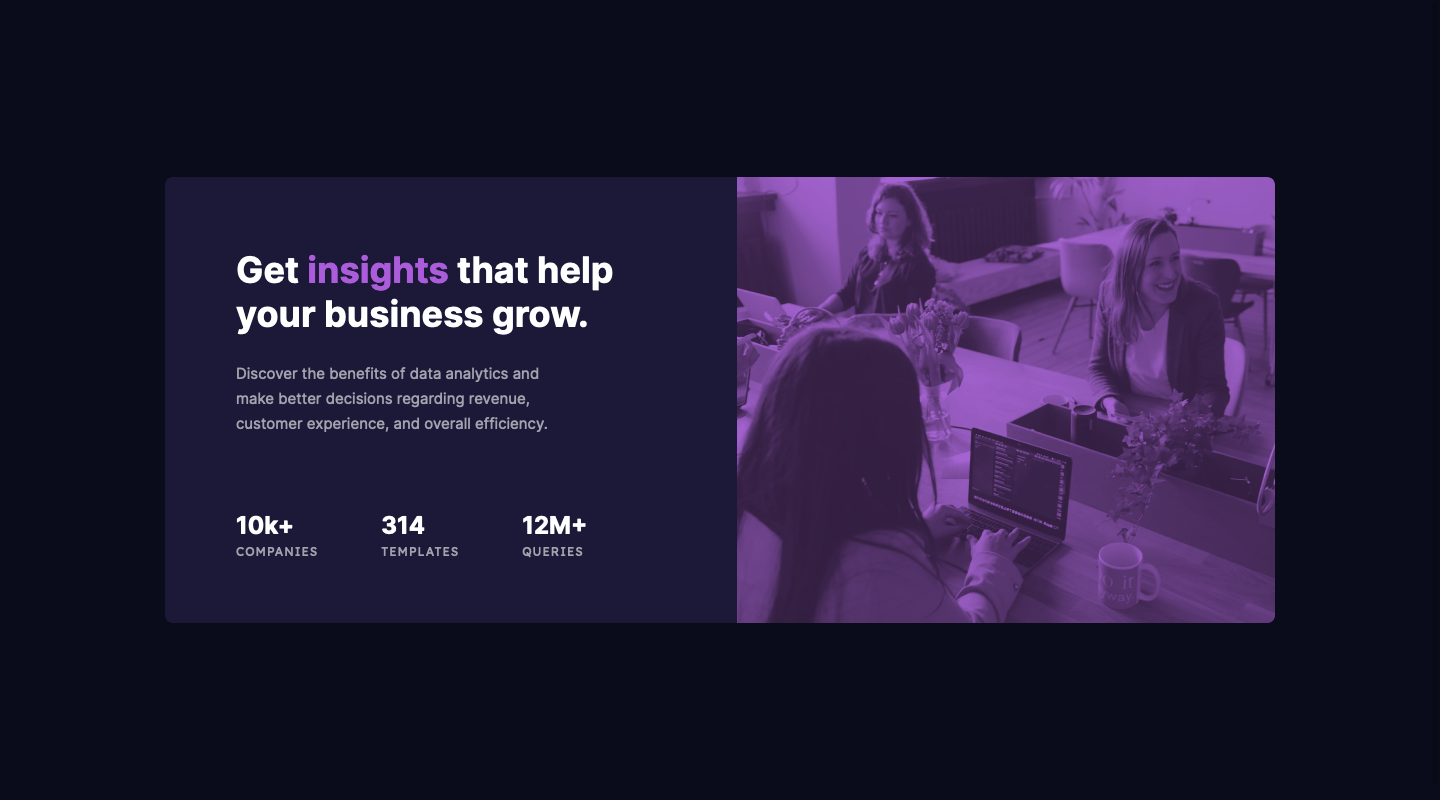 Get insights that help
your business grow.
Discover the benefits of data analytics and
make better decisions regarding revenue,
customer experience, and overall efficiency.
10k+ 314 12M+
COMPANIES TEMPLATES QUERIES